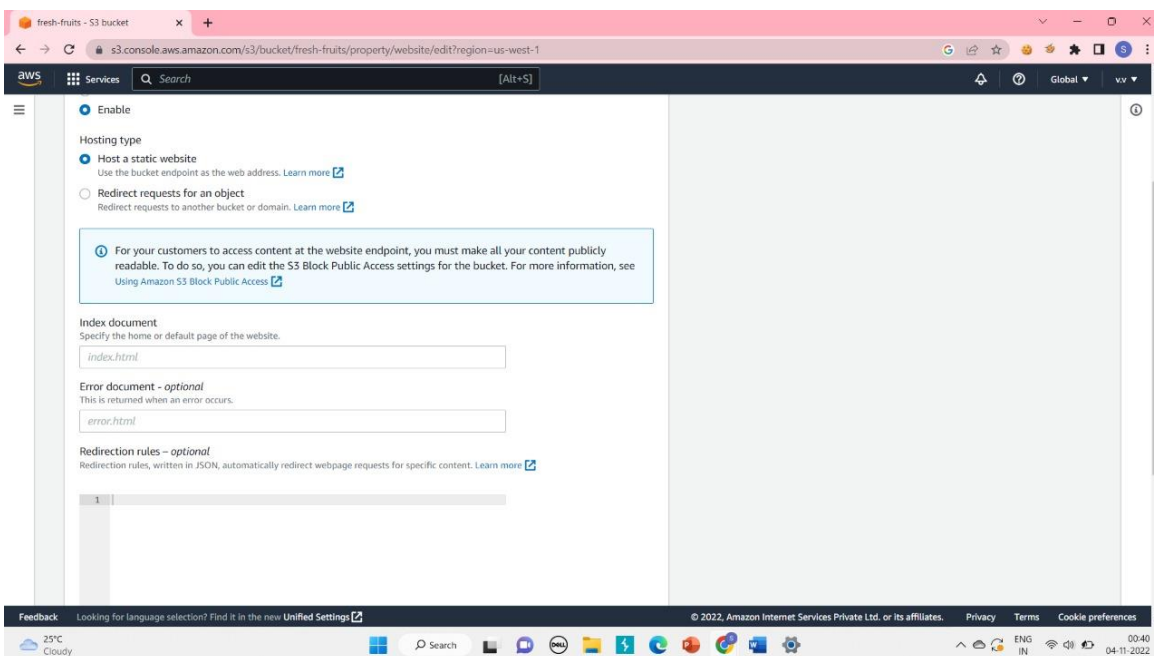 fresh-fruits - S3 bucket
s3.console.aws.amazon.com/s3/bucket/fresh-fruits/property/website/edit?region=us-west-1
G
S
aws
Services
Search
[Alt+S]
Global
v.v
Enable
Hosting type
Host a static website
Use the bucket endpoint as the web address. Learn more
Redirect requests for an object
Redirect requests to another bucket or domain. Learn more
For your customers to access content at the website endpoint, you must make all your content publicly
readable. To do so, you can edit the S3 Block Public Access settings for the bucket. For more information, see
Using Amazon S3 Block Public Access
Index document
Specify the home or default page of the website.
index.html
Error document - optional
This is returned when an error occurs.
error.html
Redirection rules – optional
Redirection rules, written in JSON, automatically redirect webpage requests for specific content. Learn more
1
Feedback
Looking for language selection? Find it in the new Unified Settings
© 2022, Amazon Internet Services Private Ltd. or its affiliates.
Privacy
Terms
Cookie preferences
25°C
Cloudy
Search
DELL
W
ENG
IN
00:40
04-11-2022